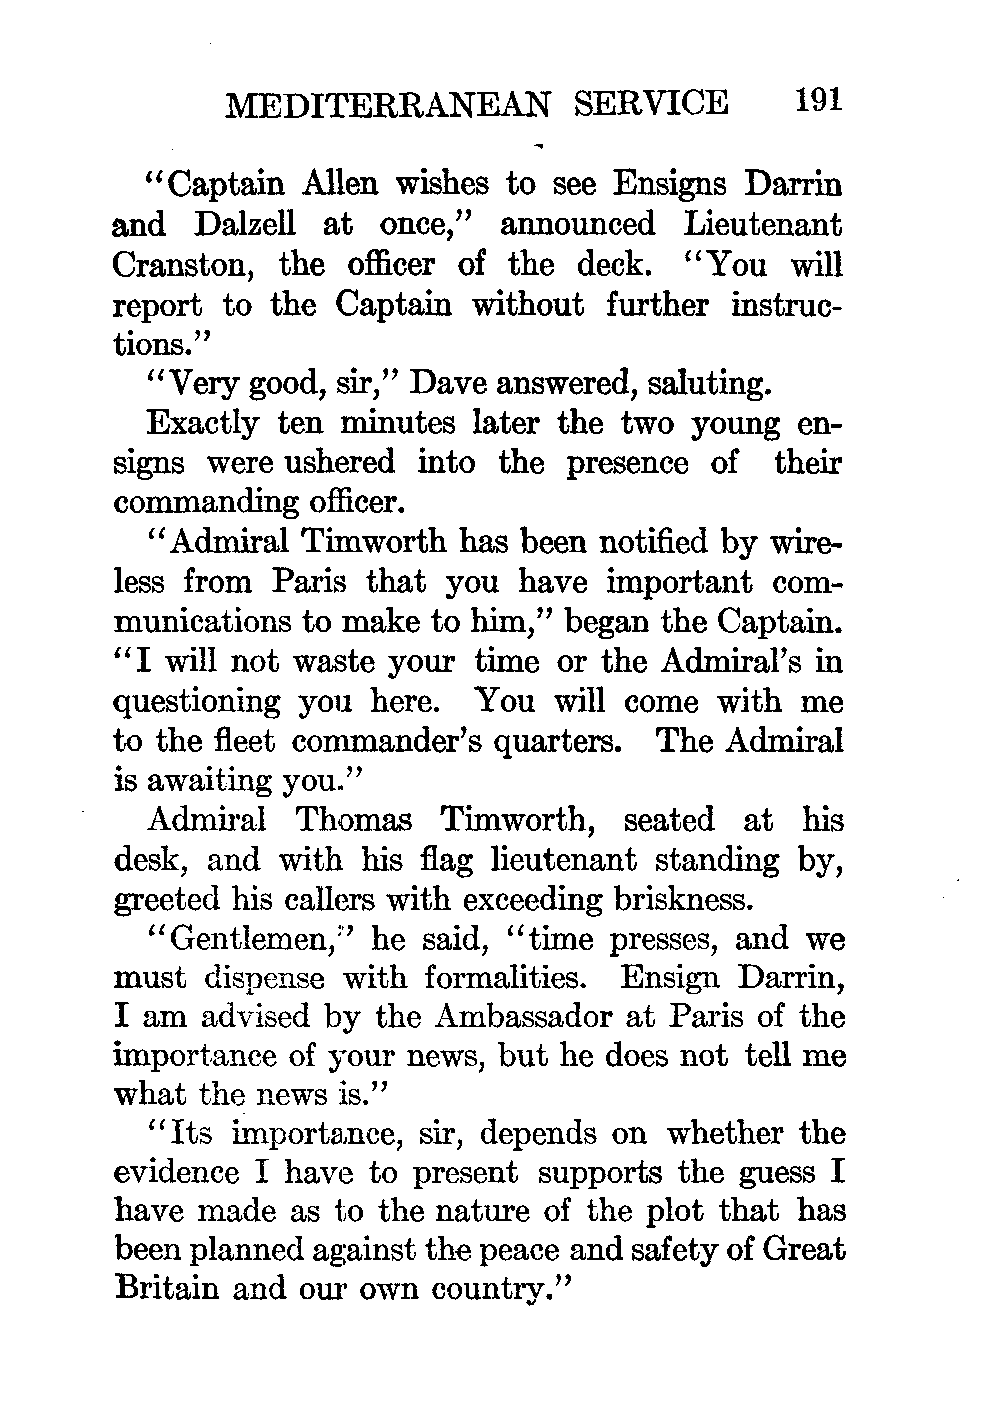 MEDITERRANEAN SERVICE 191
“Captain Allen wishes to see Ensigns Darrin
and Dalzell at once,” announced Lieutenant
Cranston, the officer of the deck. “You will
report to the Captain without further instruc-
tions.”
“Very good, sir,” Dave answered, saluting.
Exactly ten minutes later the two young en-
signs were ushered into the presence of their
commanding officer.
“Admiral Timworth has been notified by wire-
less from Paris that you have important com-
munications to make to him,” began the Captain.
“I will not waste your time or the Admiral’s in
questioning you here. You will come with me
to the fleet commander’s quarters. The Admiral
is awaiting you.”
Admiral Thomas Timworth, seated at his
desk, and with his flag lieutenant standing by,
greeted his callers with exceeding briskness.
“Gentlemen,” he said, “time presses, and we
must dispense with formalities. Ensign Darrin,
I am advised by the Ambassador at Paris of the
importance of your news, but he does not tell me
what the news is.”
“Its importance, sir, depends on whether the
evidence I have to present supports the guess I
have made as to the nature of the plot that has
been planned against the peace and safety of Great
Britain and our own country.”